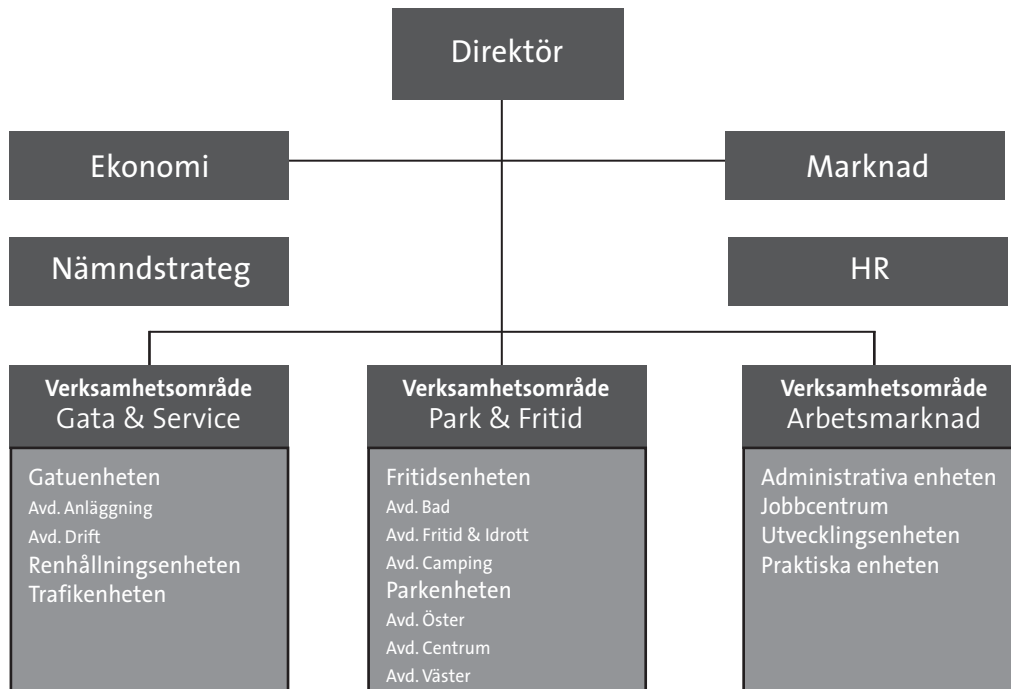 Direktör
Ekonomi
Marknad
Nämndstrateg
HR
Verksamhetsområde
Gata & Service
Gatuenheten
Avd. Anläggning
Avd. Drift
Renhållningsenheten
Trafikenheten
Verksamhetsområde
Park & Fritid
Fritidsenheten
Avd. Bad
Avd. Fritid & Idrott
Avd. Camping
Parkenheten
Avd. Öster
Avd. Centrum
Avd. Väster
Verksamhetsområde
Arbetsmarknad
Administrativa enheten
Jobbcentrum
Utvecklingsenheten
Praktiska enheten